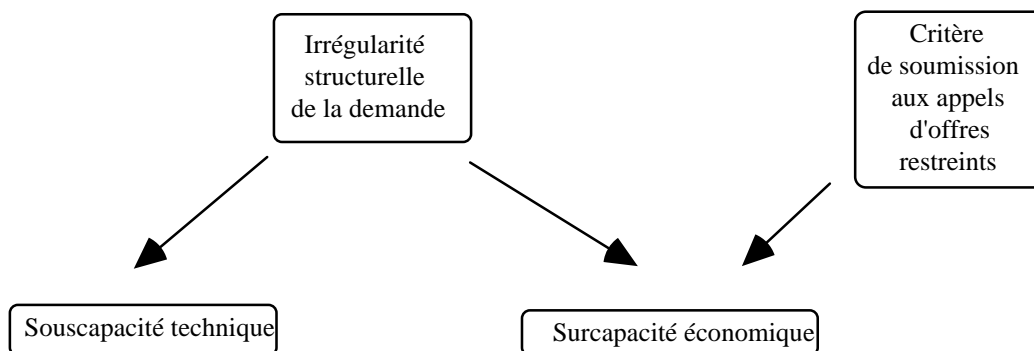 Irrégularité
structurelle
de la demande
Critère
de soumission
aux appels
d'offres
restreints
Souscapacité technique
Surcapacité économique